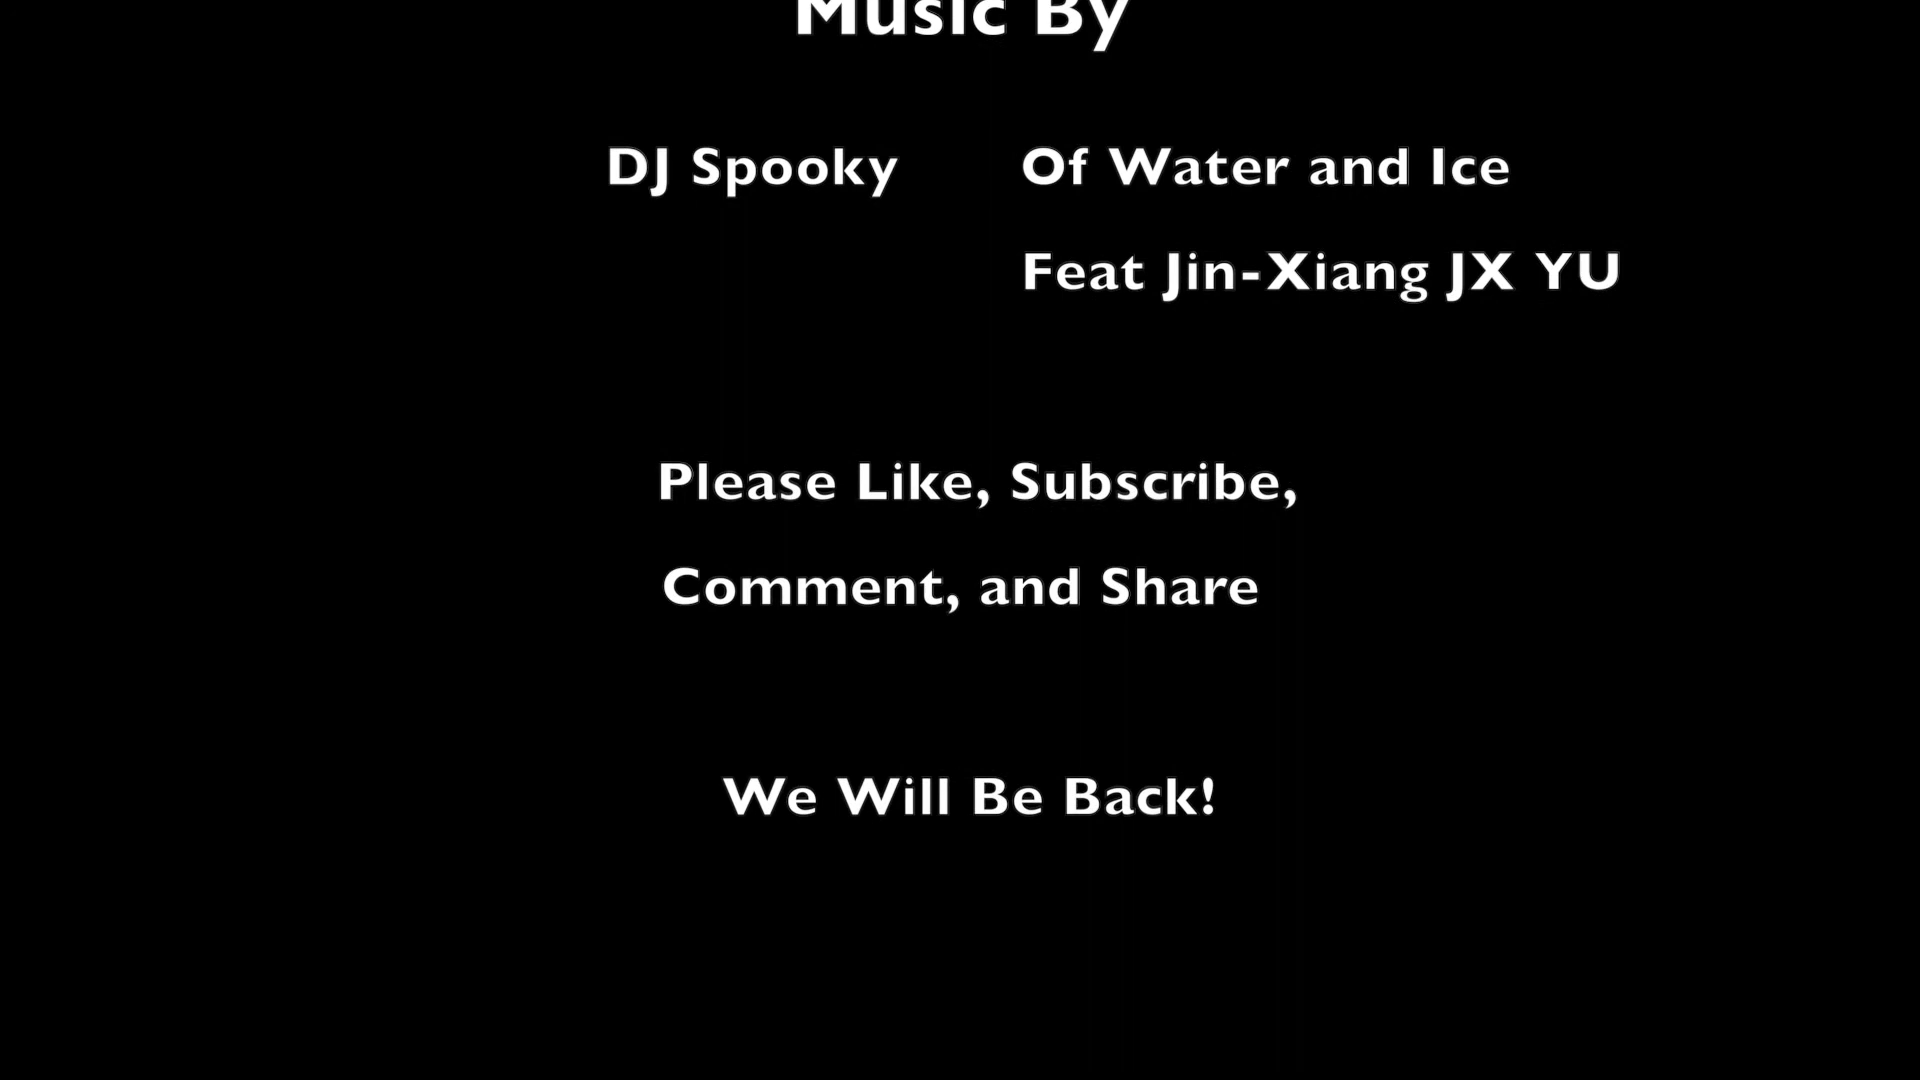 Music By
DJ Spooky Of Water and Ice
Feat Jin-Xiang JX YU
Please Like, Subscribe,
Comment, and Share
We Will Be Back!